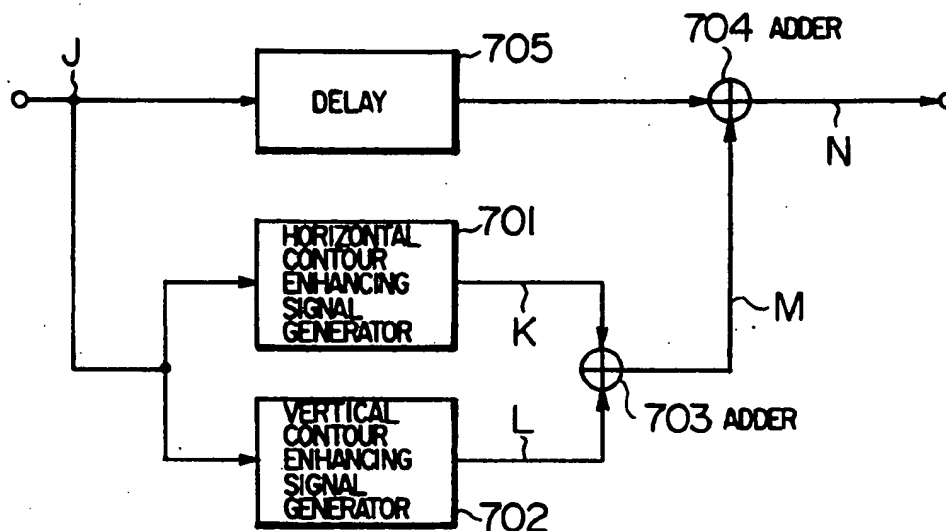 704 ADDER
J
705
DELAY
N
701
HORIZONTAL
CONTOUR
ENHANCING
SIGNAL
GENERATOR
K
M
703 ADDER
VERTICAL
CONTOUR
ENHANCING
SIGNAL
GENERATOR
L
702